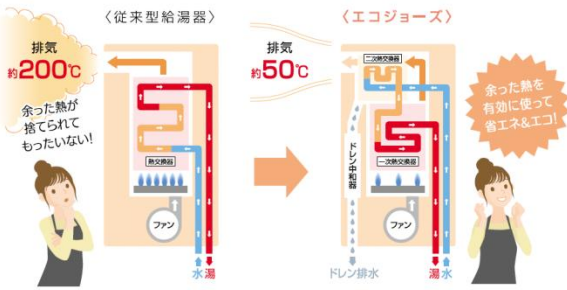 〈従来型給湯器〉
排気
約200℃
余った熱が
捨てられて
もったいない!
熱交換器
ファン
水 湯
〈エコジョーズ〉
排気
約50℃
二次熱交換器
ドレン中和器
一次熱交換器
ファン
ドレン排水
湯 水
余った熱を
有効に使って
省エネ&エコ!